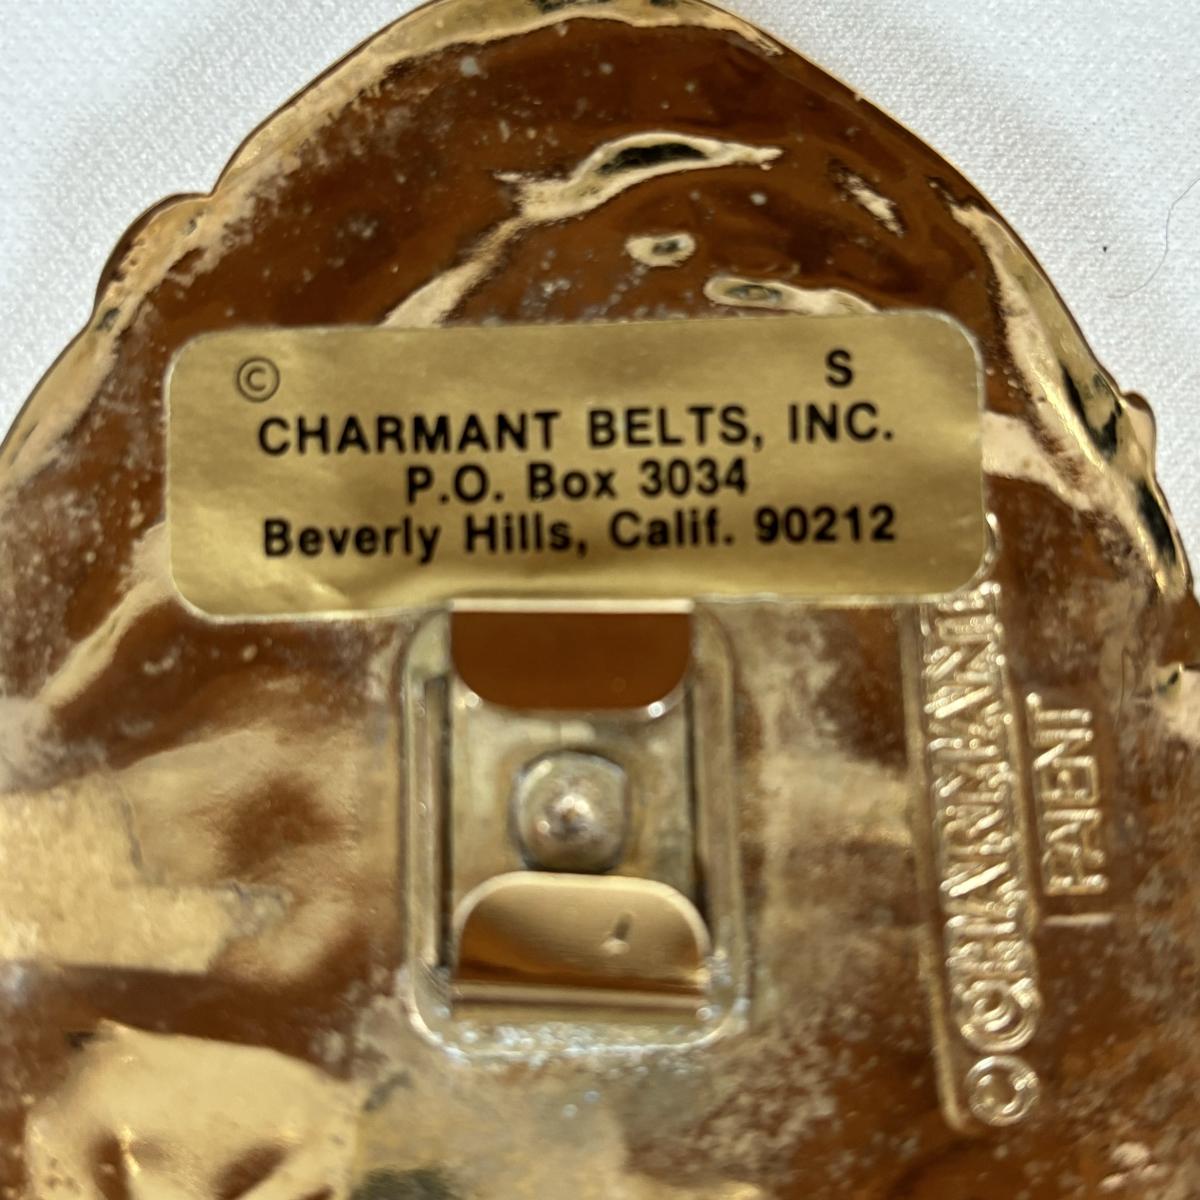 © S
CHARMANT BELTS, INC.
P.O. Box 3034
Beverly Hills, Calif. 90212
© CHARMANT
PATENT